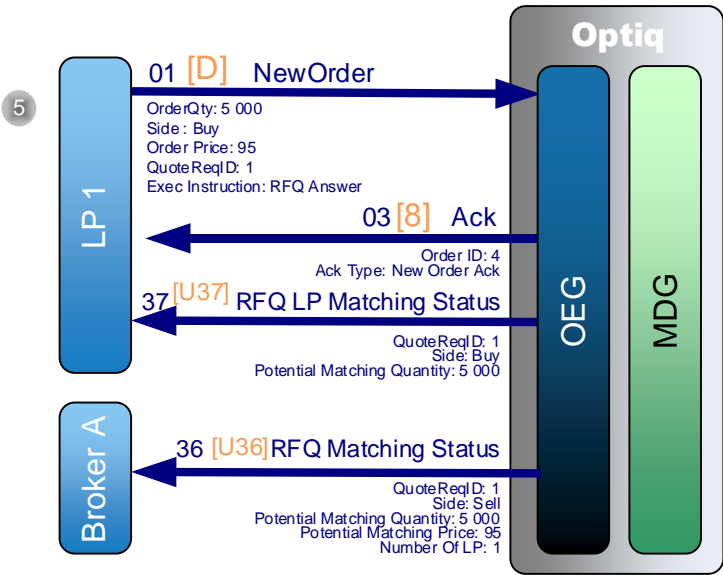 Optiq
5
LP 1
01 [D] NewOrder
OrderQty: 5 000
Side : Buy
Order Price: 95
QuoteReqID: 1
Exec Instruction: RFQ Answer
03 [8] Ack
Order ID: 4
Ack Type: New Order Ack
37 [U37] RFQ LP Matching Status
QuoteReqID: 1
Side: Buy
Potential Matching Quantity: 5 000
OEG
MDG
Broker A
36 [U36] RFQ Matching Status
QuoteReqID: 1
Side: Sell
Potential Matching Quantity: 5 000
Potential Matching Price: 95
Number Of LP: 1